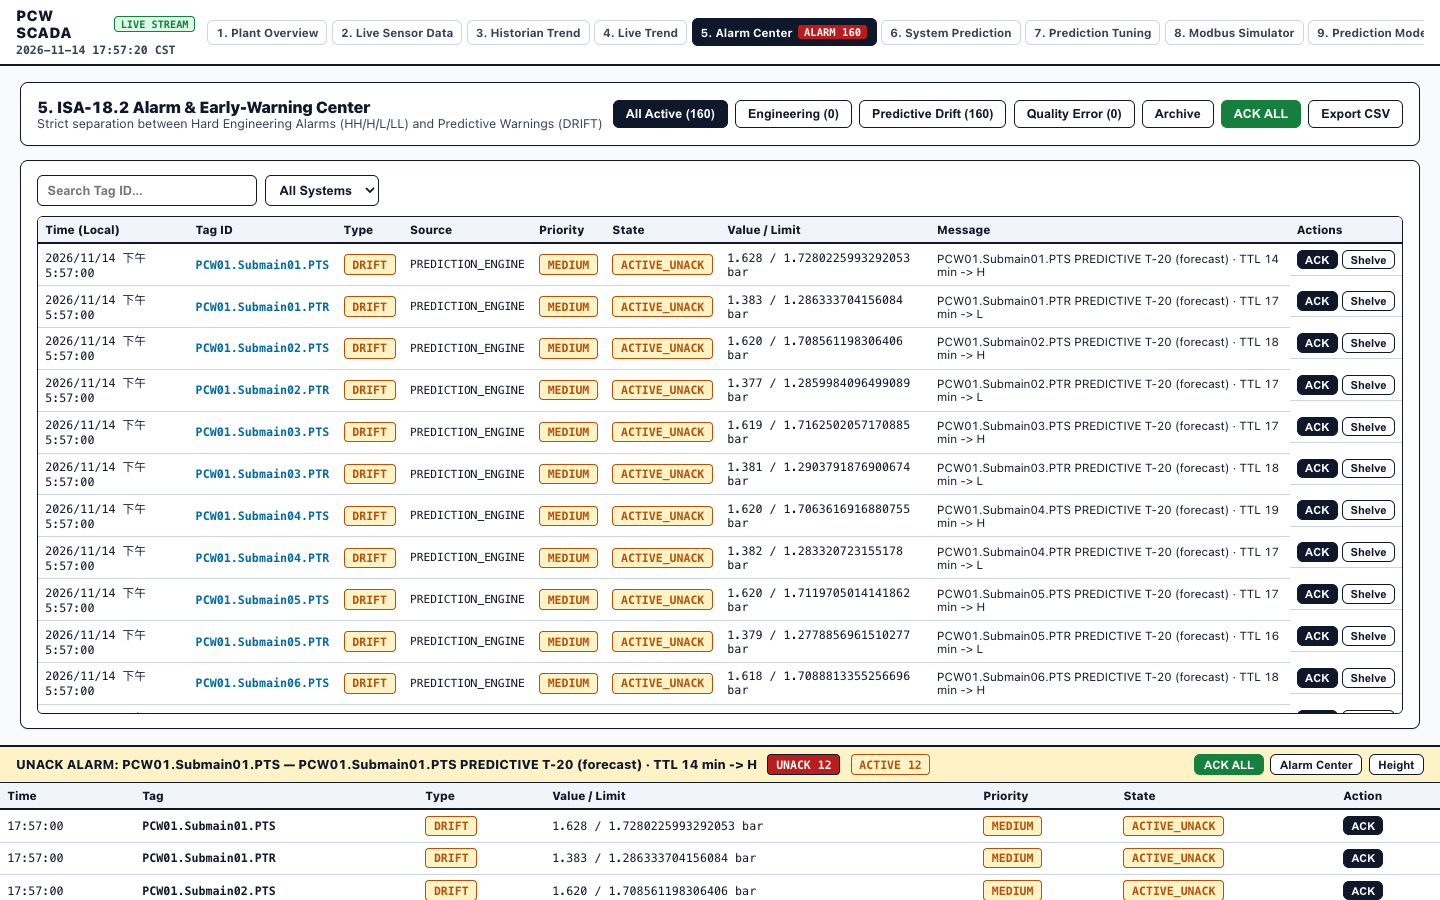 PCW SCADA
LIVE STREAM
2026-11-14 17:57:20 CST
1. Plant Overview
2. Live Sensor Data
3. Historian Trend
4. Live Trend
5. Alarm Center ALARM 160
6. System Prediction
7. Prediction Tuning
8. Modbus Simulator
9. Prediction Mode
5. ISA-18.2 Alarm & Early-Warning Center
Strict separation between Hard Engineering Alarms (HH/H/L/LL) and Predictive Warnings (DRIFT)
All Active (160)
Engineering (0)
Predictive Drift (160)
Quality Error (0)
Archive
ACK ALL
Export CSV
Search Tag ID...
All Systems
Time (Local) Tag ID Type Source Priority State Value / Limit Message Actions
2026/11/14 下午 5:57:00 PCW01.Submain01.PTS DRIFT PREDICTION_ENGINE MEDIUM ACTIVE_UNACK 1.628 / 1.7280225993292053 bar PCW01.Submain01.PTS PREDICTIVE T-20 (forecast) · TTL 14 min -> H ACK Shelve
2026/11/14 下午 5:57:00 PCW01.Submain01.PTR DRIFT PREDICTION_ENGINE MEDIUM ACTIVE_UNACK 1.383 / 1.286333704156084 bar PCW01.Submain01.PTR PREDICTIVE T-20 (forecast) · TTL 17 min -> L ACK Shelve
2026/11/14 下午 5:57:00 PCW01.Submain02.PTS DRIFT PREDICTION_ENGINE MEDIUM ACTIVE_UNACK 1.620 / 1.708561198306406 bar PCW01.Submain02.PTS PREDICTIVE T-20 (forecast) · TTL 18 min -> H ACK Shelve
2026/11/14 下午 5:57:00 PCW01.Submain02.PTR DRIFT PREDICTION_ENGINE MEDIUM ACTIVE_UNACK 1.377 / 1.2859984096499089 bar PCW01.Submain02.PTR PREDICTIVE T-20 (forecast) · TTL 17 min -> L ACK Shelve
2026/11/14 下午 5:57:00 PCW01.Submain03.PTS DRIFT PREDICTION_ENGINE MEDIUM ACTIVE_UNACK 1.619 / 1.7162502057170885 bar PCW01.Submain03.PTS PREDICTIVE T-20 (forecast) · TTL 17 min -> H ACK Shelve
2026/11/14 下午 5:57:00 PCW01.Submain03.PTR DRIFT PREDICTION_ENGINE MEDIUM ACTIVE_UNACK 1.381 / 1.2903791876900674 bar PCW01.Submain03.PTR PREDICTIVE T-20 (forecast) · TTL 18 min -> L ACK Shelve
2026/11/14 下午 5:57:00 PCW01.Submain04.PTS DRIFT PREDICTION_ENGINE MEDIUM ACTIVE_UNACK 1.620 / 1.7063616916880755 bar PCW01.Submain04.PTS PREDICTIVE T-20 (forecast) · TTL 19 min -> H ACK Shelve
2026/11/14 下午 5:57:00 PCW01.Submain04.PTR DRIFT PREDICTION_ENGINE MEDIUM ACTIVE_UNACK 1.382 / 1.283320723155178 bar PCW01.Submain04.PTR PREDICTIVE T-20 (forecast) · TTL 17 min -> L ACK Shelve
2026/11/14 下午 5:57:00 PCW01.Submain05.PTS DRIFT PREDICTION_ENGINE MEDIUM ACTIVE_UNACK 1.620 / 1.7119705014141862 bar PCW01.Submain05.PTS PREDICTIVE T-20 (forecast) · TTL 17 min -> H ACK Shelve
2026/11/14 下午 5:57:00 PCW01.Submain05.PTR DRIFT PREDICTION_ENGINE MEDIUM ACTIVE_UNACK 1.379 / 1.2778856961510277 bar PCW01.Submain05.PTR PREDICTIVE T-20 (forecast) · TTL 16 min -> L ACK Shelve
2026/11/14 下午 5:57:00 PCW01.Submain06.PTS DRIFT PREDICTION_ENGINE MEDIUM ACTIVE_UNACK 1.618 / 1.7088813355256696 bar PCW01.Submain06.PTS PREDICTIVE T-20 (forecast) · TTL 18 min -> H ACK Shelve
UNACK ALARM: PCW01.Submain01.PTS — PCW01.Submain01.PTS PREDICTIVE T-20 (forecast) · TTL 14 min -> H UNACK 12 ACTIVE 12 ACK ALL Alarm Center Height
Time Tag Type Value / Limit Priority State Action
17:57:00 PCW01.Submain01.PTS DRIFT 1.628 / 1.7280225993292053 bar MEDIUM ACTIVE_UNACK ACK
17:57:00 PCW01.Submain01.PTR DRIFT 1.383 / 1.286333704156084 bar MEDIUM ACTIVE_UNACK ACK
17:57:00 PCW01.Submain02.PTS DRIFT 1.620 / 1.708561198306406 bar MEDIUM ACTIVE_UNACK ACK